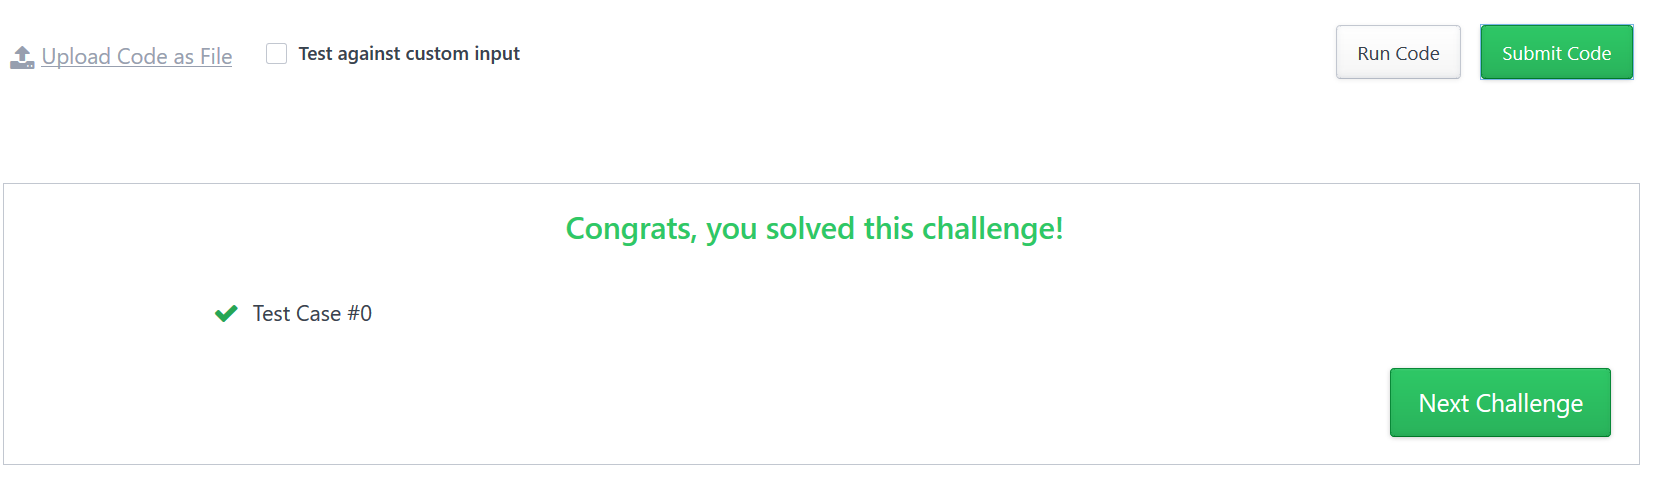 Upload Code as File
Test against custom input
Run Code
Submit Code
Congrats, you solved this challenge!
Test Case #0
Next Challenge